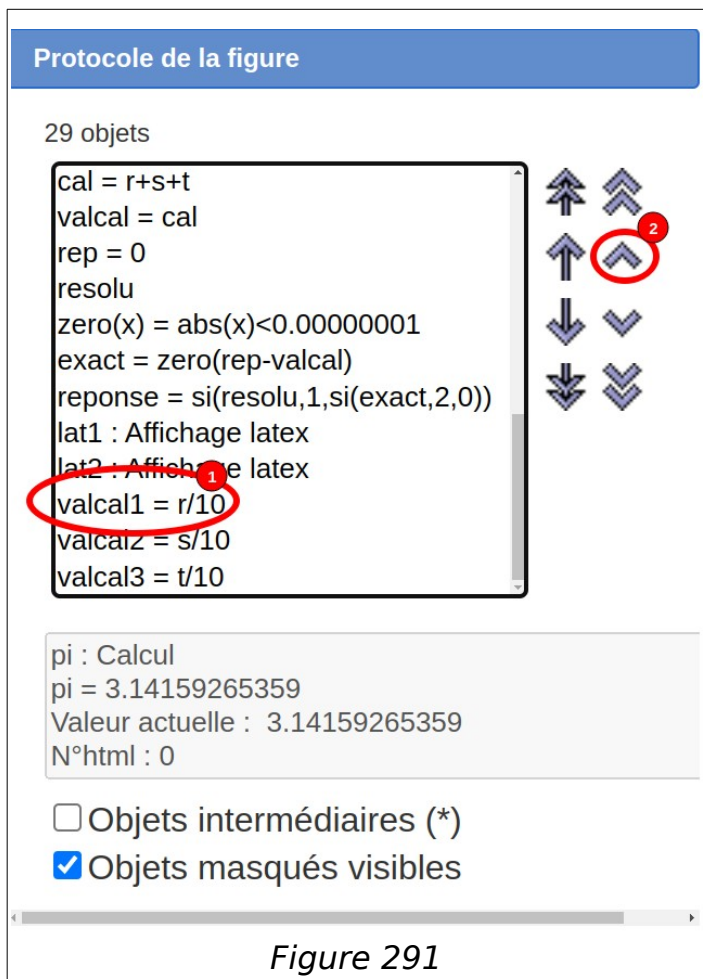 Protocole de la figure
29 objets
cal = r+s+t
valcal = cal
rep = 0
resolu
zero(x) = abs(x)<0.00000001
exact = zero(rep-valcal)
reponse = si(resolu,1,si(exact,2,0))
lat1 : Affichage latex
lat2 : Affichage latex
valcal1 = r/10
valcal2 = s/10
valcal3 = t/10
2
1
pi : Calcul
pi = 3.14159265359
Valeur actuelle :  3.14159265359
N°html : 0
Objets intermédiaires (*)
Objets masqués visibles
Figure 291